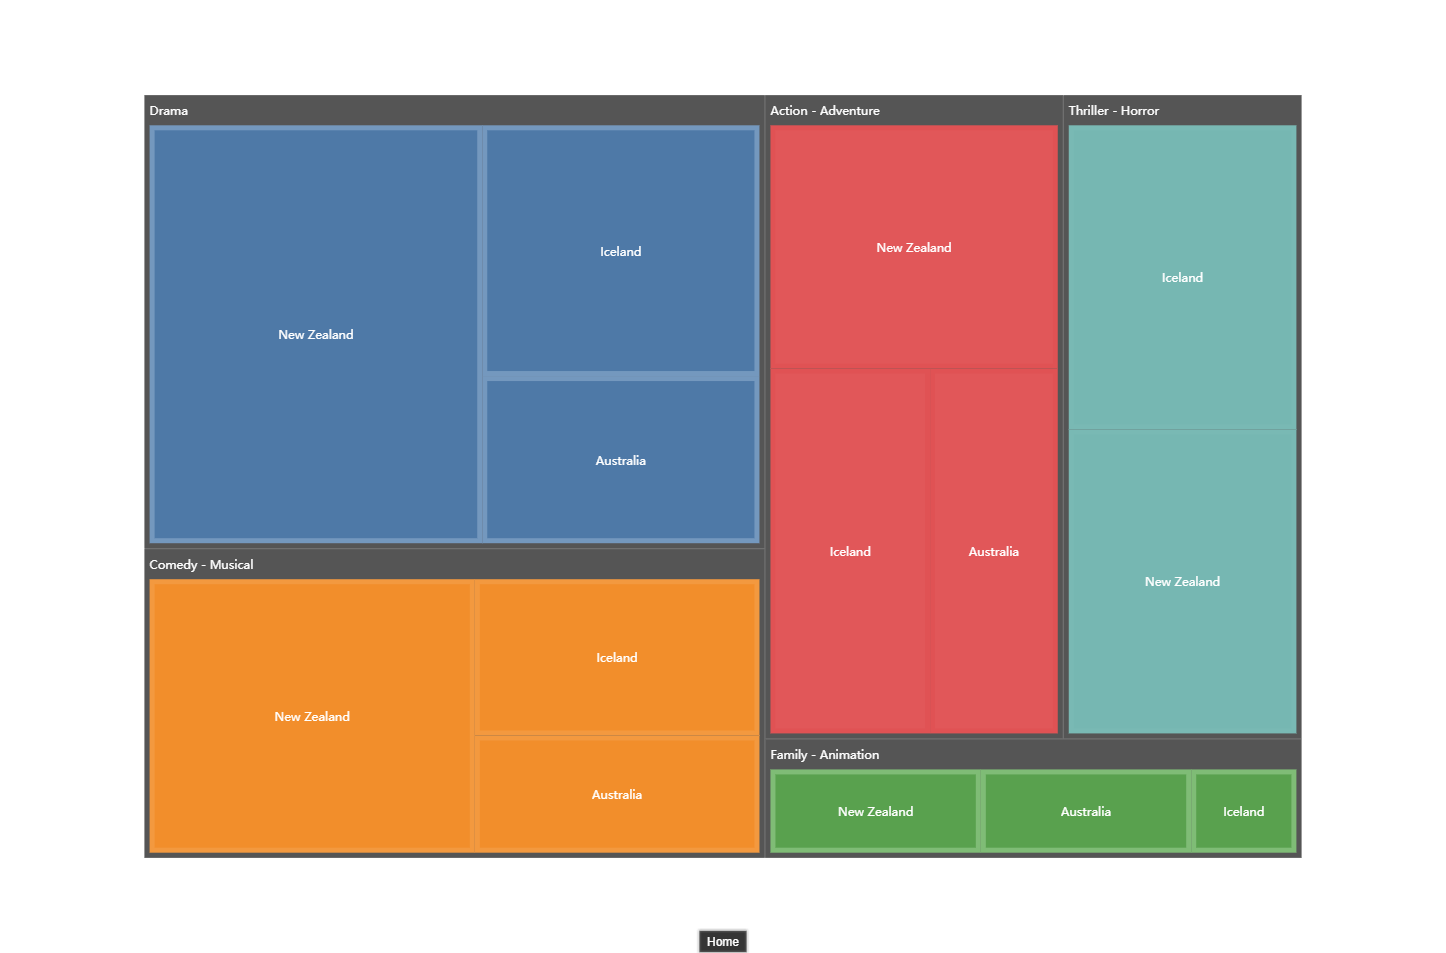 Drama
New Zealand
Iceland
Australia
Comedy - Musical
New Zealand
Iceland
Australia
Action - Adventure
New Zealand
Iceland
Australia
Thriller - Horror
Iceland
New Zealand
Family - Animation
New Zealand
Australia
Iceland
Home